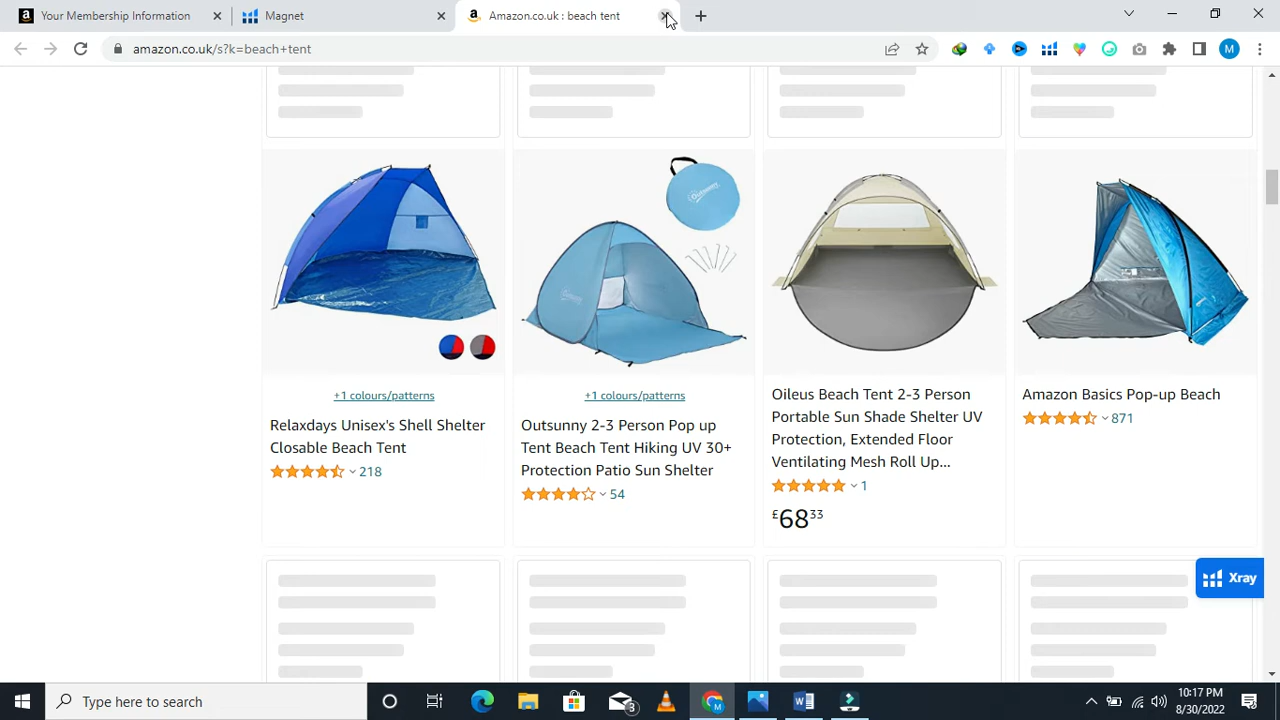 Your Membership Information
Magnet
Amazon.co.uk : beach tent
amazon.co.uk/s?k=beach+tent
M
Outsunny
+1 colours/patterns
+1 colours/patterns
Relaxdays Unisex's Shell Shelter
Closable Beach Tent
218
Outsunny 2-3 Person Pop up
Tent Beach Tent Hiking UV 30+
Protection Patio Sun Shelter
54
Oileus Beach Tent 2-3 Person
Portable Sun Shade Shelter UV
Protection, Extended Floor
Ventilating Mesh Roll Up...
1
£68 33
Amazon Basics Pop-up Beach
871
Xray
Type here to search
3
M
10:17 PM
8/30/2022